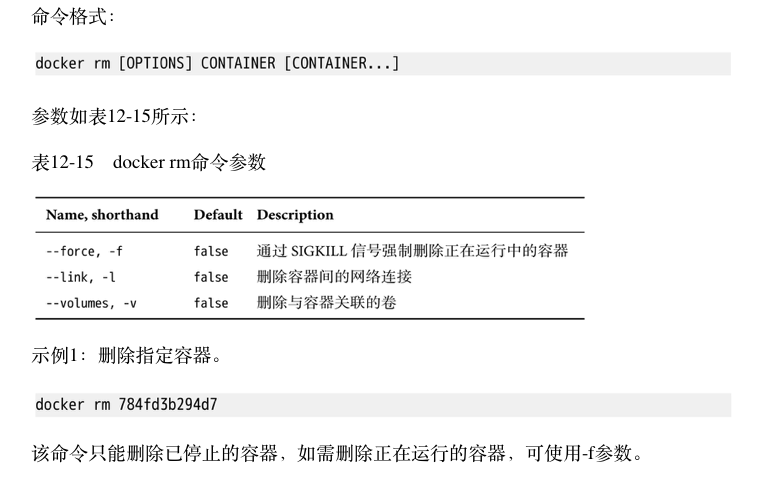 命令格式：
docker rm [OPTIONS] CONTAINER [CONTAINER...]
参数如表12-15所示：
表12-15　docker rm命令参数
Name, shorthand Default Description
--force, -f false 通过 SIGKILL 信号强制删除正在运行中的容器
--link, -l false 删除容器间的网络连接
--volumes, -v false 删除与容器关联的卷
示例1：删除指定容器。
docker rm 784fd3b294d7
该命令只能删除已停止的容器，如需删除正在运行的容器，可使用-f参数。